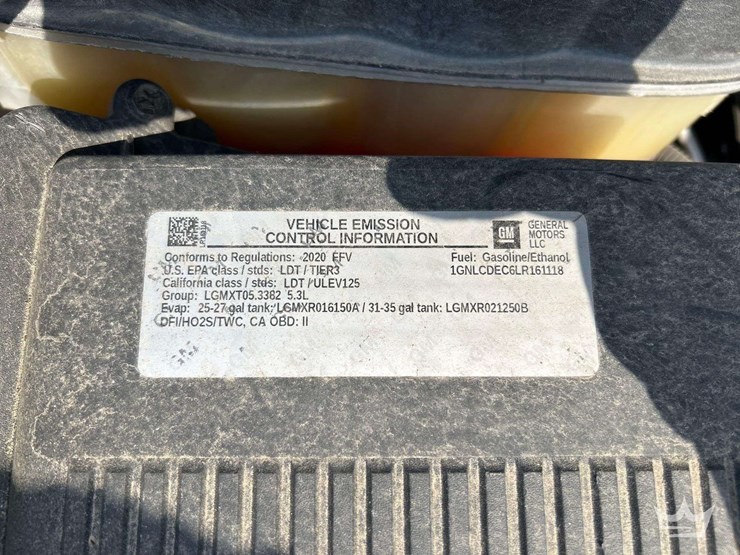 VEHICLE EMISSION
CONTROL INFORMATION
GM
GENERAL
MOTORS
LLC
Conforms to Regulations: 2020 FFV Fuel: Gasoline/Ethanol
U.S. EPA class / stds: LDT / TIER3 1GNLCDEC6LR161118
California class / stds: LDT / ULEV125
Group: LGMXT05.3382 5.3L
Evap: 25-27 gal tank: LGMXR016150A / 31-35 gal tank: LGMXR021250B
DFI/HO2S/TWC, CA OBD: II